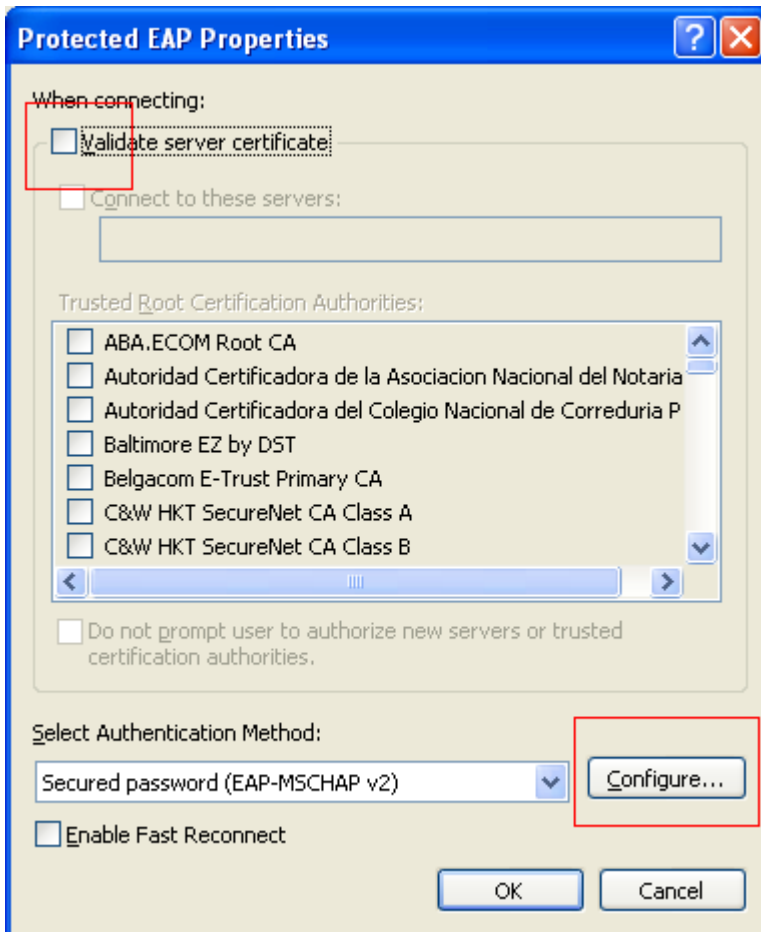 Protected EAP Properties
When connecting:
Validate server certificate
Connect to these servers:
Trusted Root Certification Authorities:
ABA.ECOM Root CA
Autoridad Certificadora de la Asociacion Nacional del Notaria
Autoridad Certificadora del Colegio Nacional de Correduria P
Baltimore EZ by DST
Belgacom E-Trust Primary CA
C&W HKT SecureNet CA Class A
C&W HKT SecureNet CA Class B
Do not prompt user to authorize new servers or trusted
certification authorities.
Select Authentication Method:
Secured password (EAP-MSCHAP v2)
Configure...
Enable Fast Reconnect
OK
Cancel